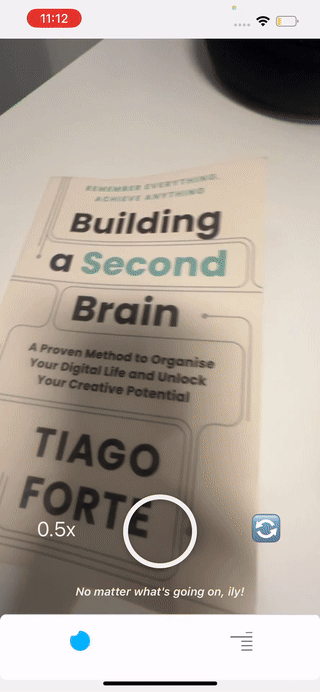 11:12
REMEMBER EVERYTHING.
ACHIEVE ANYTHING
Building
a Second
Brain
A Proven Method to Organise
Your Digital Life and Unlock
Your Creative Potential
TIAGO
FORTE
0.5x
No matter what's going on, ily!